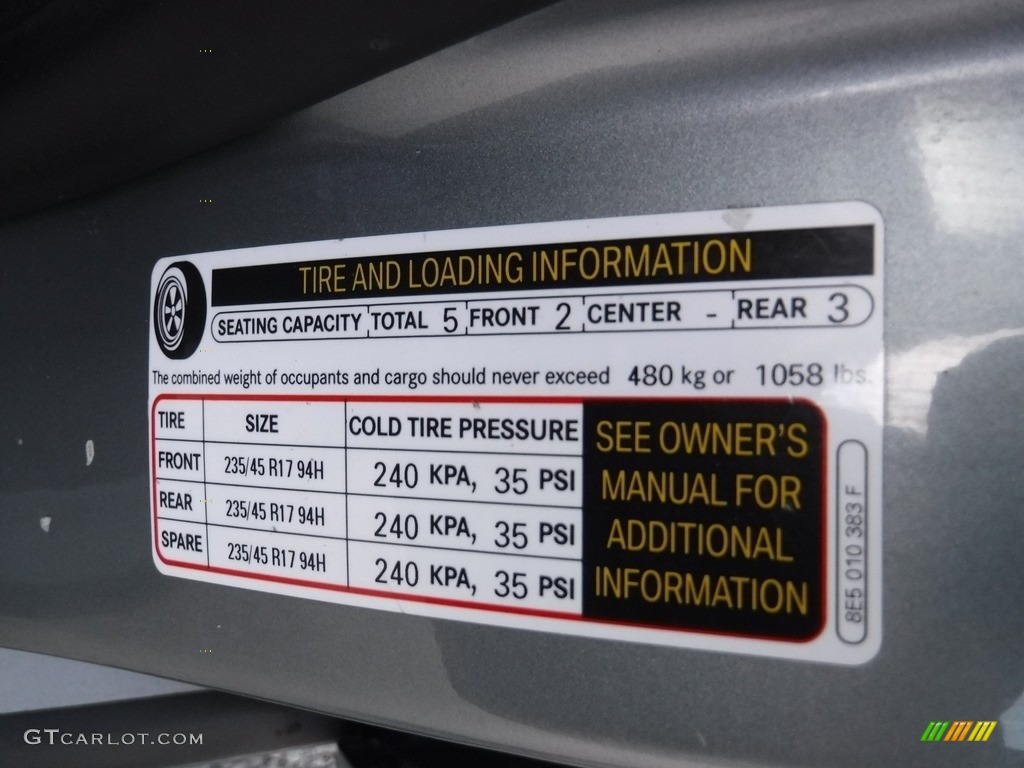 TIRE AND LOADING INFORMATION
SEATING CAPACITY TOTAL 5 FRONT 2 CENTER - REAR 3
The combined weight of occupants and cargo should never exceed 480 kg or 1058 lbs.
TIRE SIZE COLD TIRE PRESSURE
FRONT 235/45 R17 94H 240 KPA, 35 PSI
REAR 235/45 R17 94H 240 KPA, 35 PSI
SPARE 235/45 R17 94H 240 KPA, 35 PSI
SEE OWNER'S
MANUAL FOR
ADDITIONAL
INFORMATION
8E5 010 383 F
GTCARLOT.COM